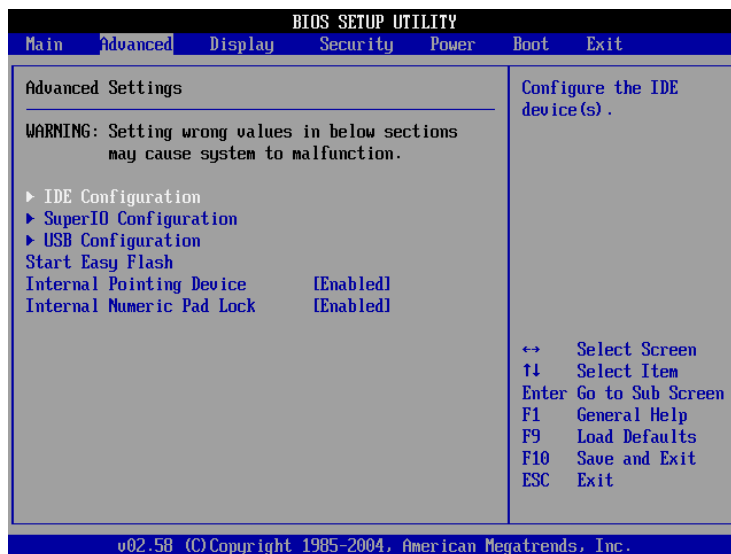 BIOS SETUP UTILITY
Main Advanced Display Security Power Boot Exit
Advanced Settings
WARNING: Setting wrong values in below sections
may cause system to malfunction.
▶ IDE Configuration
▶ SuperIO Configuration
▶ USB Configuration
Start Easy Flash
Internal Pointing Device [Enabled]
Internal Numeric Pad Lock [Enabled]
Configure the IDE
device(s).
↔ Select Screen
↑↓ Select Item
Enter Go to Sub Screen
F1 General Help
F9 Load Defaults
F10 Save and Exit
ESC Exit
v02.58 (C)Copyright 1985-2004, American Megatrends, Inc.